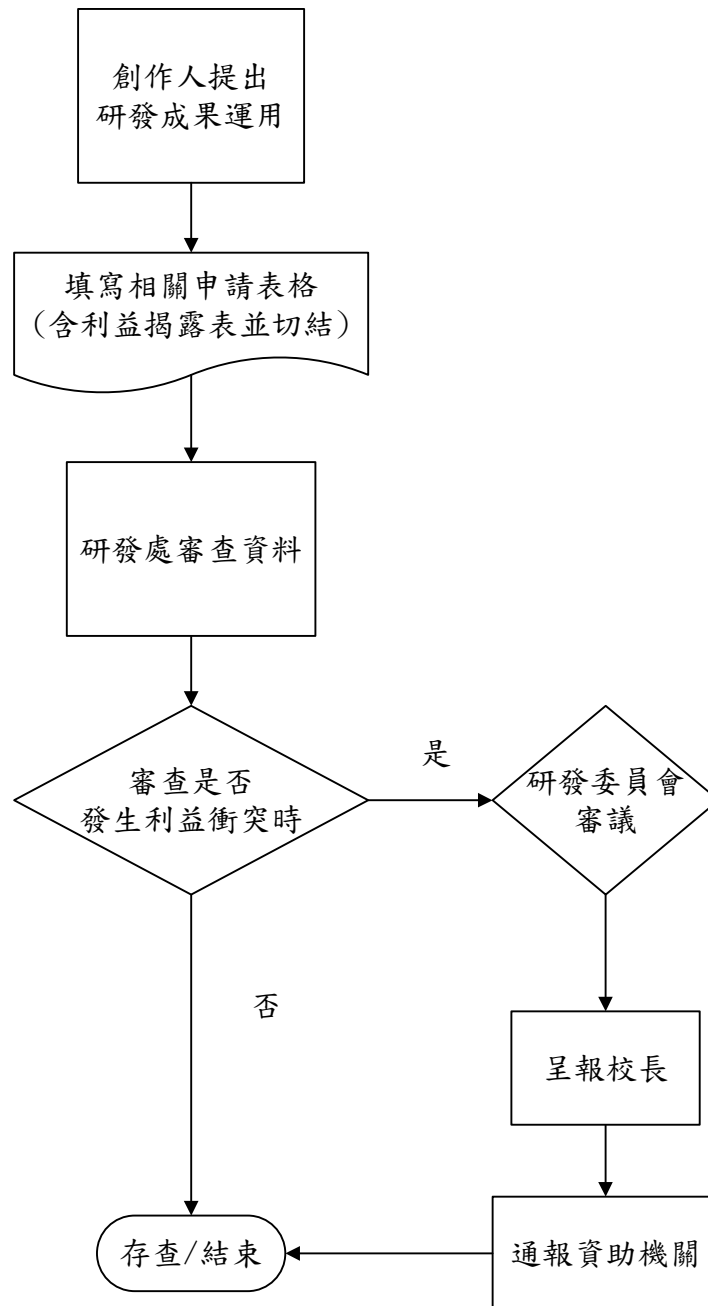 創作人提出
研發成果運用
填寫相關申請表格
（含利益揭露表並切結）
研發處審查資料
審查是否
發生利益衝突時
是
研發委員會
審議
否
呈報校長
通報資助機關
存查/結束